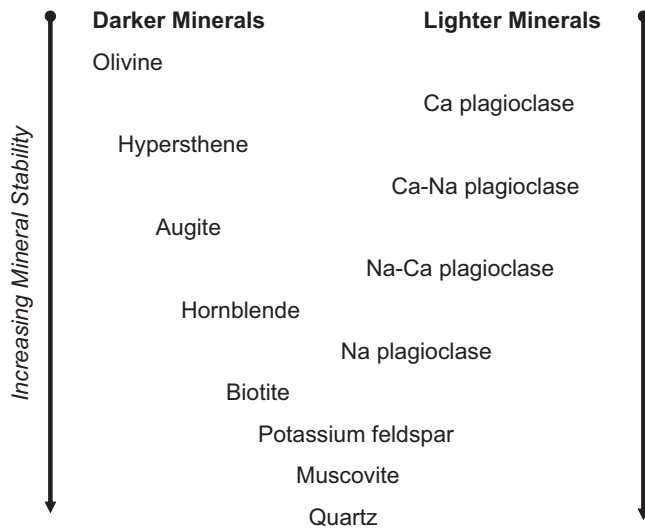 Darker Minerals
Lighter Minerals
Olivine
Ca plagioclase
Hypersthene
Ca-Na plagioclase
Augite
Na-Ca plagioclase
Hornblende
Na plagioclase
Biotite
Potassium feldspar
Muscovite
Quartz
Increasing Mineral Stability